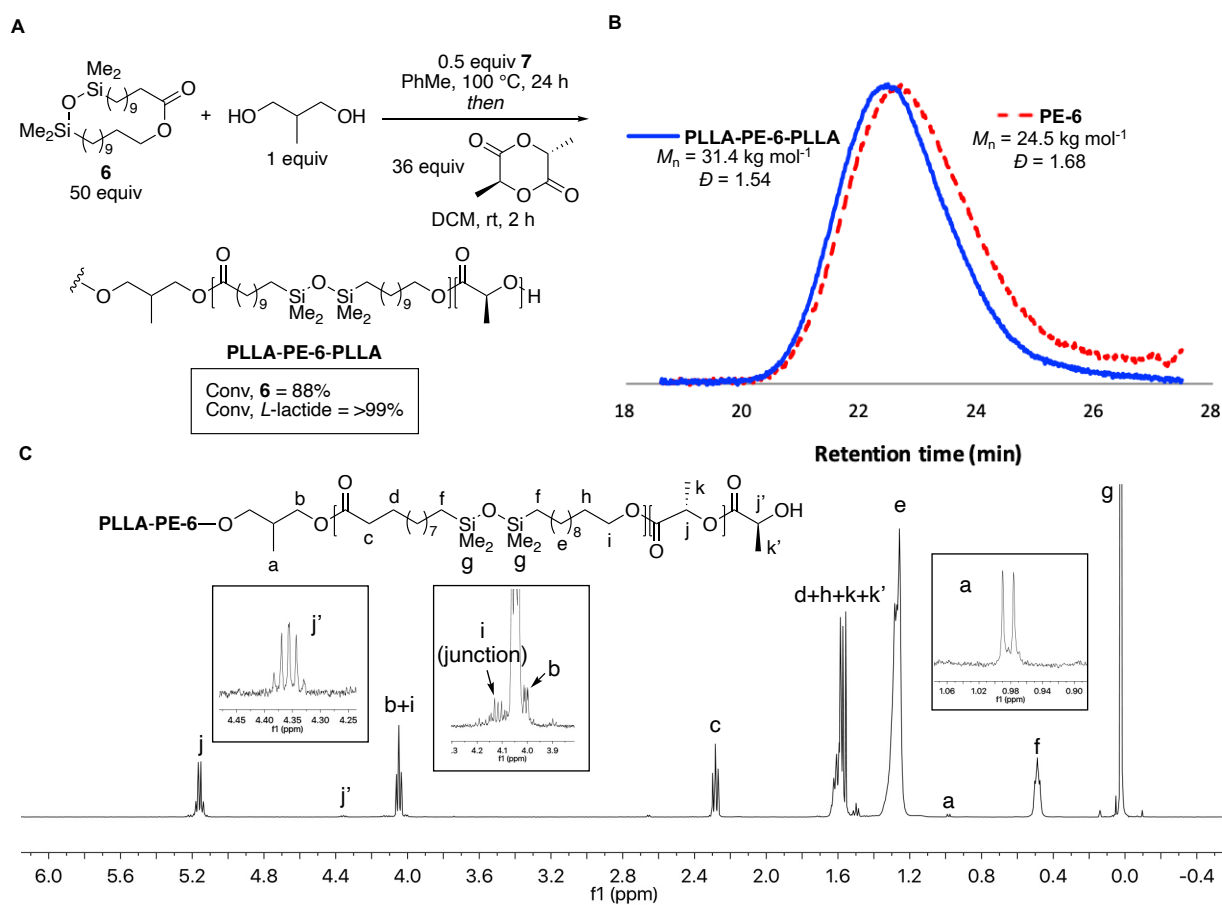 A
Me2
Si
O
Me2Si
( )9
( )9
O
O
6
50 equiv
+
HO
OH
1 equiv
0.5 equiv 7
PhMe, 100 °C, 24 h
then
36 equiv
O
O
O
O
DCM, rt, 2 h
O
O
O
( )9
Si
Me2
O
Si
Me2
( )9
O
O
O
H
PLLA-PE-6-PLLA
Conv, 6 = 88%
Conv, L-lactide = >99%
B
PLLA-PE-6-PLLA
Mn = 31.4 kg mol-1
Đ = 1.54
PE-6
Mn = 24.5 kg mol-1
Đ = 1.68
18 20 22 24 26 28
Retention time (min)
C
PLLA-PE-6
O
b
O
a
O
c
d
( )7
f
Si
Me2
g
O
Si
Me2
g
f
(e)
8
h
i
O
O
k
j
O
O
j'
OH
k'
j'
4.45 4.40 4.35 4.30 4.25
f1 (ppm)
i
(junction)
b
.3 4.2 4.1 4.0 3.9
f1 (ppm)
a
1.06 1.02 0.98 0.94 0.90
f1 (ppm)
j
j'
b+i
c
d+h+k+k'
e
a
f
g
6.0 5.6 5.2 4.8 4.4 4.0 3.6 3.2 2.8 2.4 2.0 1.6 1.2 0.8 0.4 0.0 -0.4
f1 (ppm)